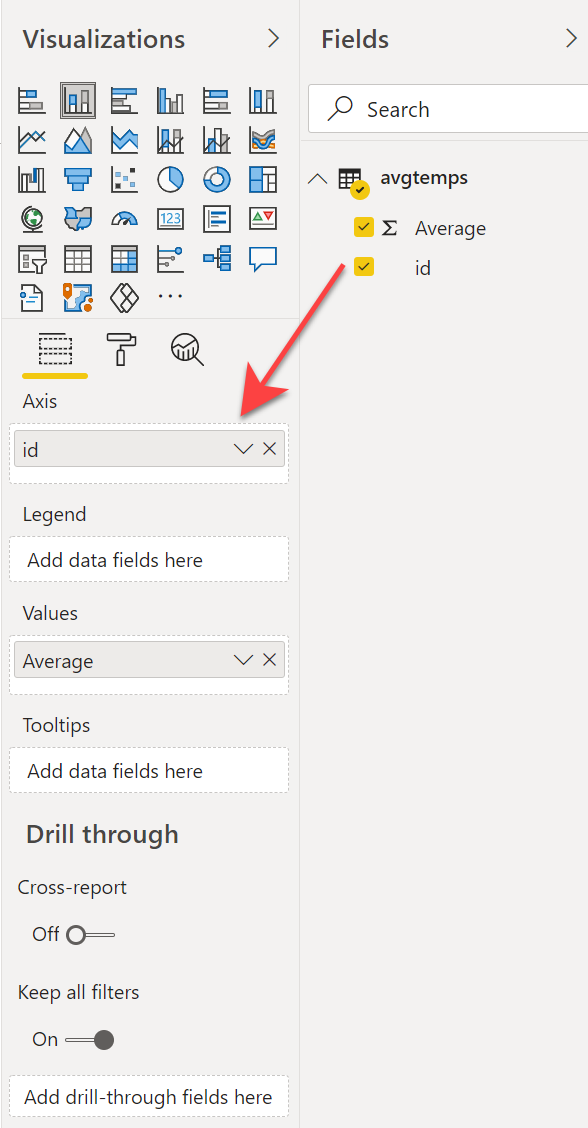 Visualizations
123
Axis
id
Legend
Add data fields here
Values
Average
Tooltips
Add data fields here
Drill through
Cross-report
Off
Keep all filters
On
Add drill-through fields here
Fields
Search
avgtemps
Σ Average
id